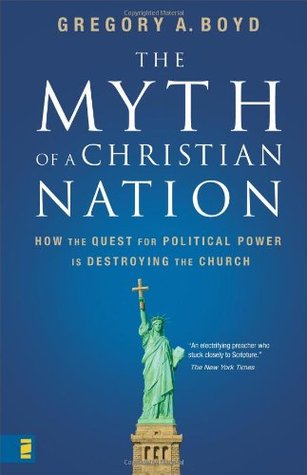 GREGORY A. BOYD
THE
MYTH
OF A CHRISTIAN
NATION
HOW THE QUEST FOR POLITICAL POWER
IS DESTROYING THE CHURCH
'An electrifying preacher who
stuck closely to Scripture.'
The New York Times